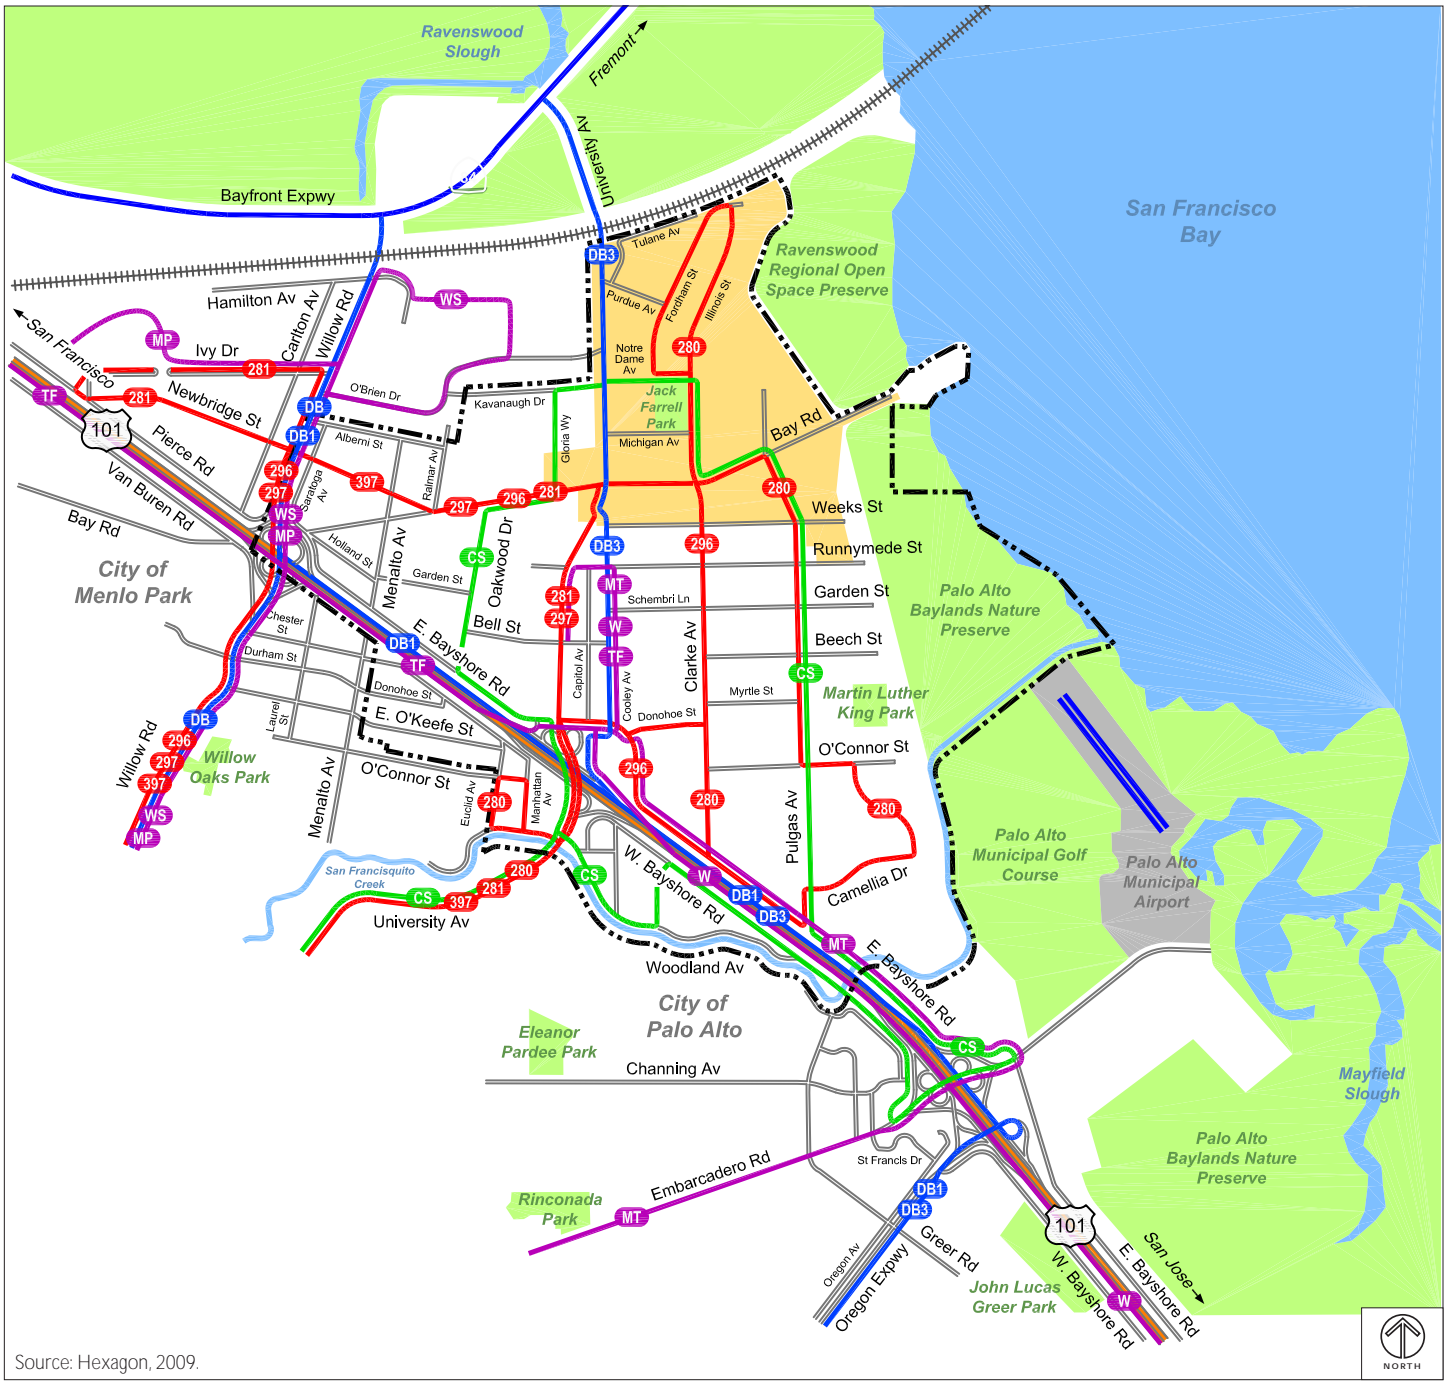 Ravenswood
Slough
Fremont
University Av
Bayfront Expwy
San Francisco
Bay
Tulane Av
DB3
Ravenswood
Regional Open
Space Preserve
Hamilton Av
WS
Carlton Av
Willow Rd
Purdue Av
Fordham St
Illinois St
San Francisco
MP
Ivy Dr
281
Notre
Dame
Av
280
TF
281
Newbridge St
O'Brien Dr
Kavanaugh Dr
Jack
Farrell
Park
DB
101
Pierce Rd
DB1
Alberni St
Gloria Wy
Michigan Av
Bay Rd
Van Buren Rd
296
297
Saratoga
Av
397
Ralmar Av
297
296
281
280
Bay Rd
WS
MP
Weeks St
Holland St
Menalto Av
CS
Oakwood Dr
DB3
296
Runnymede St
City of
Menlo Park
Garden St
MT
281
297
Schembri Ln
Garden St
Palo Alto
Baylands Nature
Preserve
Chester
St
Bell St
W
Beech St
DB1
E. Bayshore Rd
TF
TF
Durham St
Capitol Av
Cooley Av
Clarke Av
CS
Donohoe St
Myrtle St
Martin Luther
King Park
Laurel
St
E. O'Keefe St
Donohoe St
DB
296
297
397
Willow Rd
Willow
Oaks Park
O'Connor St
O'Connor St
296
Menalto Av
Euclid Av
280
Manhattan
Av
280
Pulgas Av
280
WS
MP
Palo Alto
Municipal Golf
Course
Palo Alto
Municipal
Airport
San Francisquito
Creek
280
281
397
CS
CS
W. Bayshore Rd
W
DB1
DB3
Camellia Dr
University Av
MT
E. Bayshore Rd
Woodland Av
City of
Palo Alto
Eleanor
Pardee Park
CS
Channing Av
Mayfield
Slough
Palo Alto
Baylands Nature
Preserve
St Francis Dr
Embarcadero Rd
DB1
DB3
Rinconada
Park
MT
101
Greer Rd
Oregon Av
Oregon Expwy
San Jose
E. Bayshore Rd
W. Bayshore Rd
John Lucas
Greer Park
W
Source: Hexagon, 2009.
NORTH